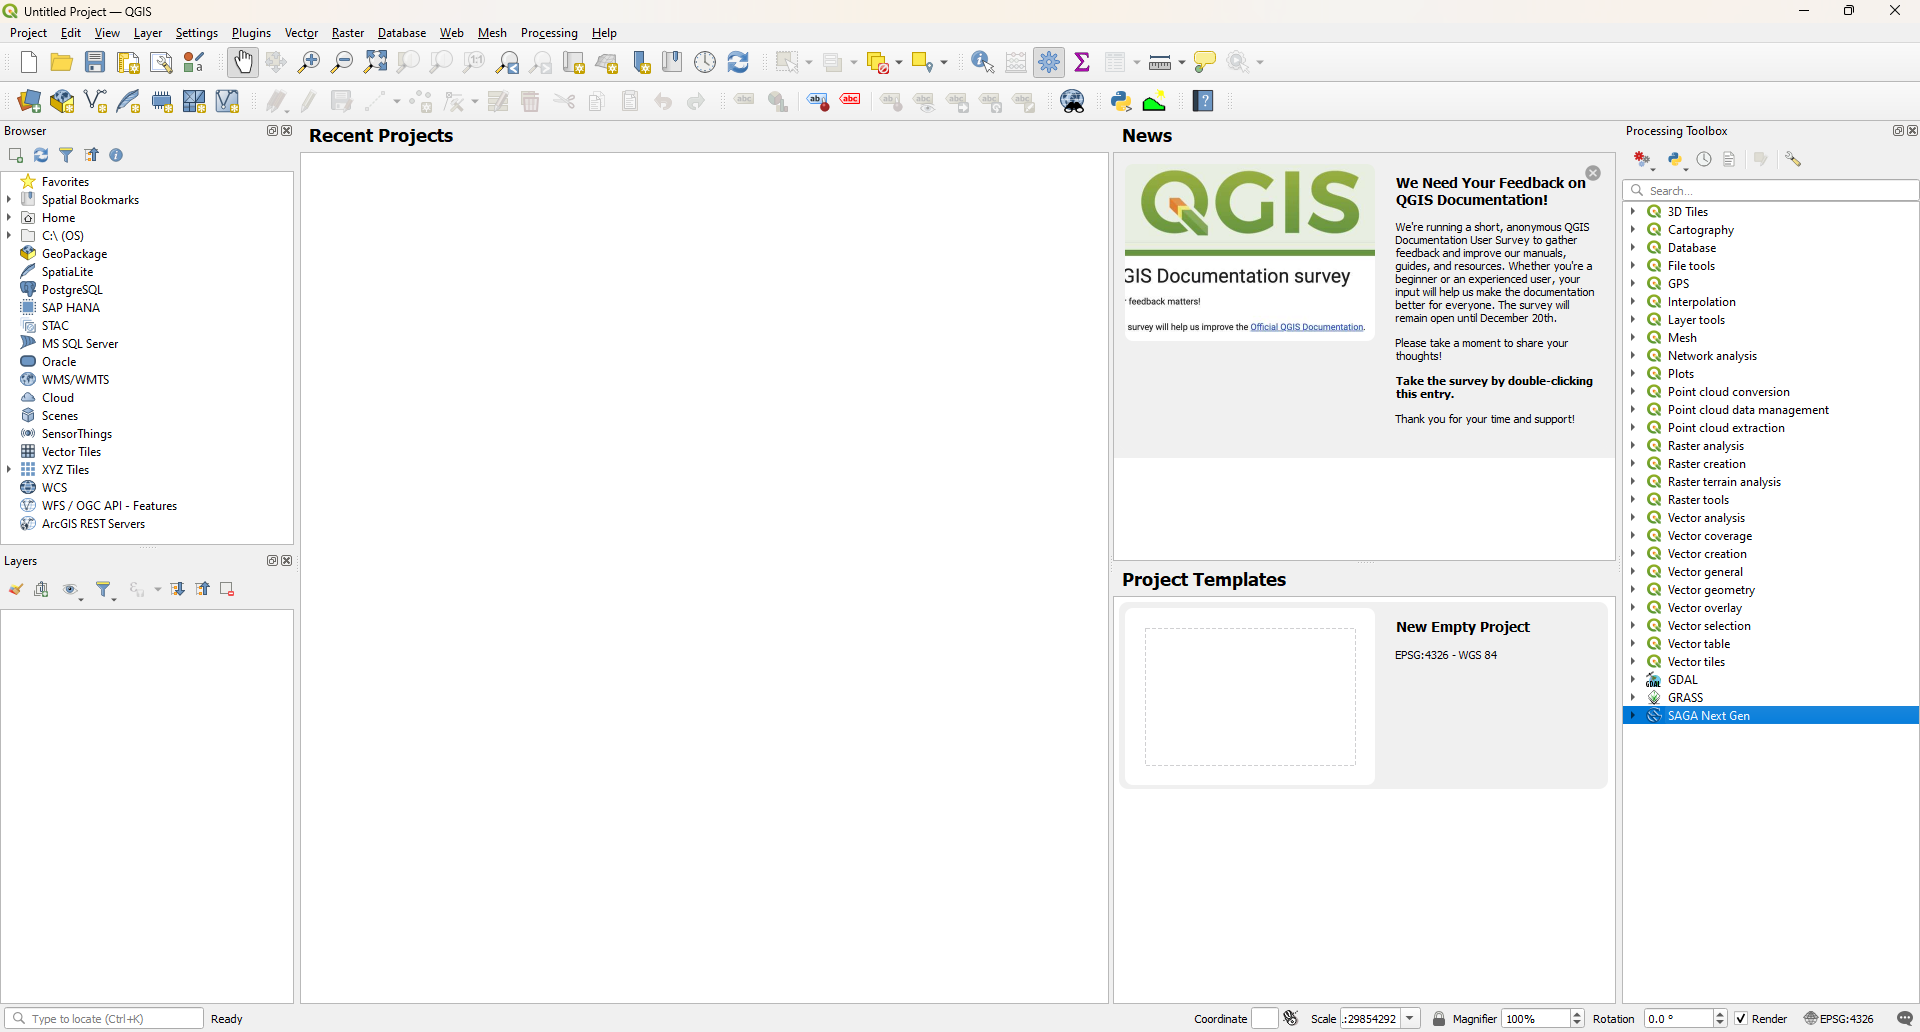 Untitled Project — QGIS
Project Edit View Layer Settings Plugins Vector Raster Database Web Mesh Processing Help
Browser
Favorites
Spatial Bookmarks
Home
C:\ (OS)
GeoPackage
SpatiaLite
PostgreSQL
SAP HANA
STAC
MS SQL Server
Oracle
WMS/WMTS
Cloud
Scenes
SensorThings
Vector Tiles
XYZ Tiles
WCS
WFS / OGC API - Features
ArcGIS REST Servers
Layers
Recent Projects
News
QGIS
GIS Documentation survey
feedback matters!
survey will help us improve the Official QGIS Documentation.
We Need Your Feedback on
QGIS Documentation!
We're running a short, anonymous QGIS
Documentation User Survey to gather
feedback and improve our manuals,
guides, and resources. Whether you're a
beginner or an experienced user, your
input will help us make the documentation
better for everyone. The survey will
remain open until December 20th.
Please take a moment to share your
thoughts!
Take the survey by double-clicking
this entry.
Thank you for your time and support!
Project Templates
New Empty Project
EPSG:4326 - WGS 84
Processing Toolbox
Search...
3D Tiles
Cartography
Database
File tools
GPS
Interpolation
Layer tools
Mesh
Network analysis
Plots
Point cloud conversion
Point cloud data management
Point cloud extraction
Raster analysis
Raster creation
Raster terrain analysis
Raster tools
Vector analysis
Vector coverage
Vector creation
Vector general
Vector geometry
Vector overlay
Vector selection
Vector table
Vector tiles
GDAL
GRASS
SAGA Next Gen
Type to locate (Ctrl+K) Ready
Coordinate Scale :29854292 Magnifier 100% Rotation 0.0 ° Render EPSG:4326